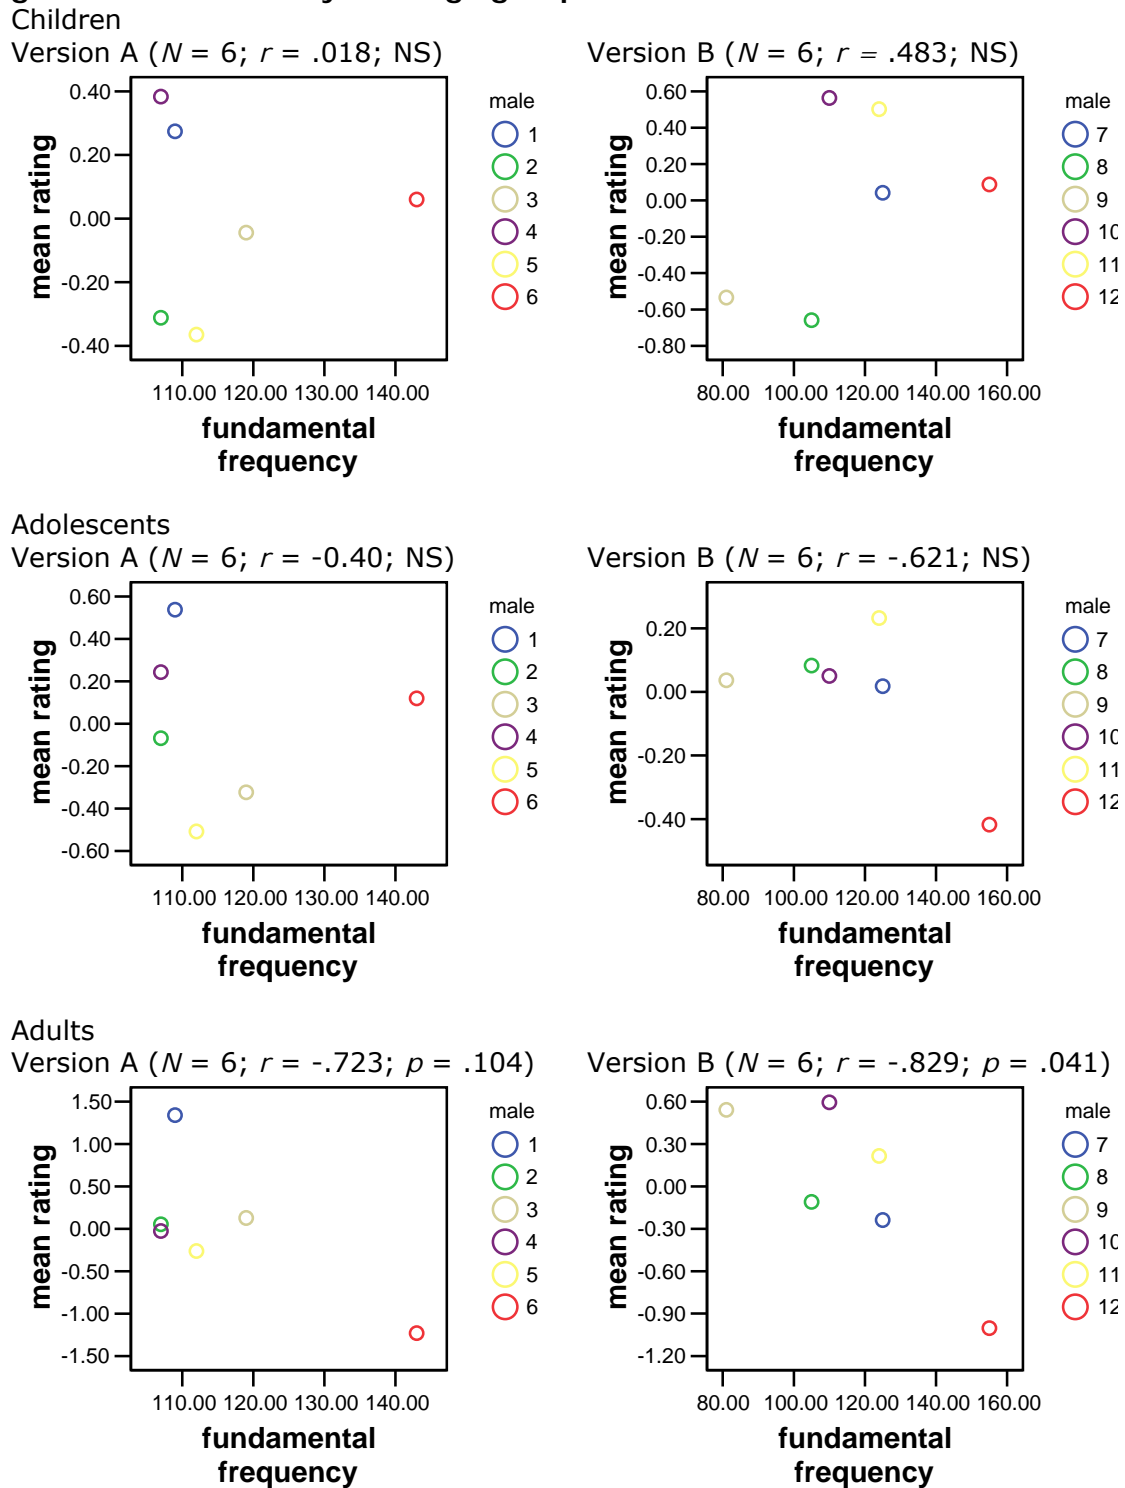 Children
Version A (N = 6; r = .018; NS)
0.40
0.20
0.00
-0.20
-0.40
mean rating
110.00 120.00 130.00 140.00
fundamental
frequency
male
1
2
3
4
5
6
Version B (N = 6; r = .483; NS)
0.60
0.40
0.20
0.00
-0.20
-0.40
-0.60
-0.80
mean rating
80.00 100.00 120.00 140.00 160.00
fundamental
frequency
male
7
8
9
10
11
12
Adolescents
Version A (N = 6; r = -0.40; NS)
0.60
0.40
0.20
0.00
-0.20
-0.40
-0.60
mean rating
110.00 120.00 130.00 140.00
fundamental
frequency
male
1
2
3
4
5
6
Version B (N = 6; r = -.621; NS)
0.20
0.00
-0.20
-0.40
mean rating
80.00 100.00 120.00 140.00 160.00
fundamental
frequency
male
7
8
9
10
11
12
Adults
Version A (N = 6; r = -.723; p = .104)
1.50
1.00
0.50
0.00
-0.50
-1.00
-1.50
mean rating
110.00 120.00 130.00 140.00
fundamental
frequency
male
1
2
3
4
5
6
Version B (N = 6; r = -.829; p = .041)
0.60
0.30
0.00
-0.30
-0.60
-0.90
-1.20
mean rating
80.00 100.00 120.00 140.00 160.00
fundamental
frequency
male
7
8
9
10
11
12